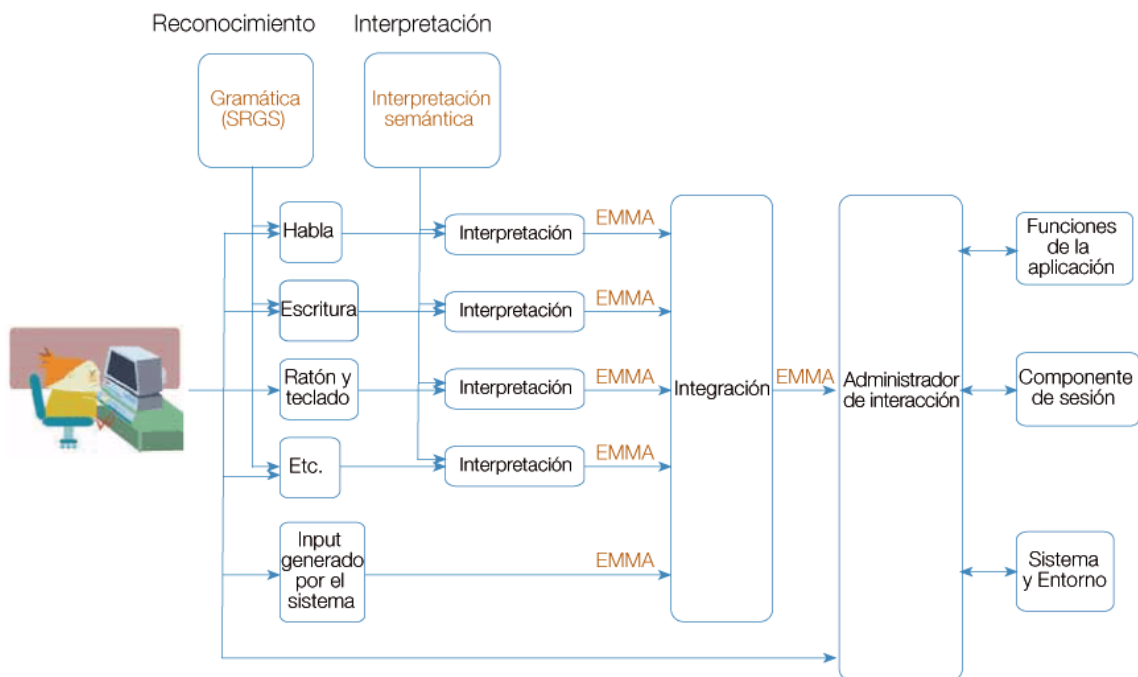 Reconocimiento
Interpretación
Gramática
(SRGS)
Interpretación
semántica
Habla
Interpretación
EMMA
Escritura
Interpretación
EMMA
Ratón y
teclado
Interpretación
EMMA
Etc.
Interpretación
EMMA
Input
generado
por el
sistema
EMMA
Integración
EMMA
Administrador
de interacción
Funciones
de la
aplicación
Componente
de sesión
Sistema
y Entorno